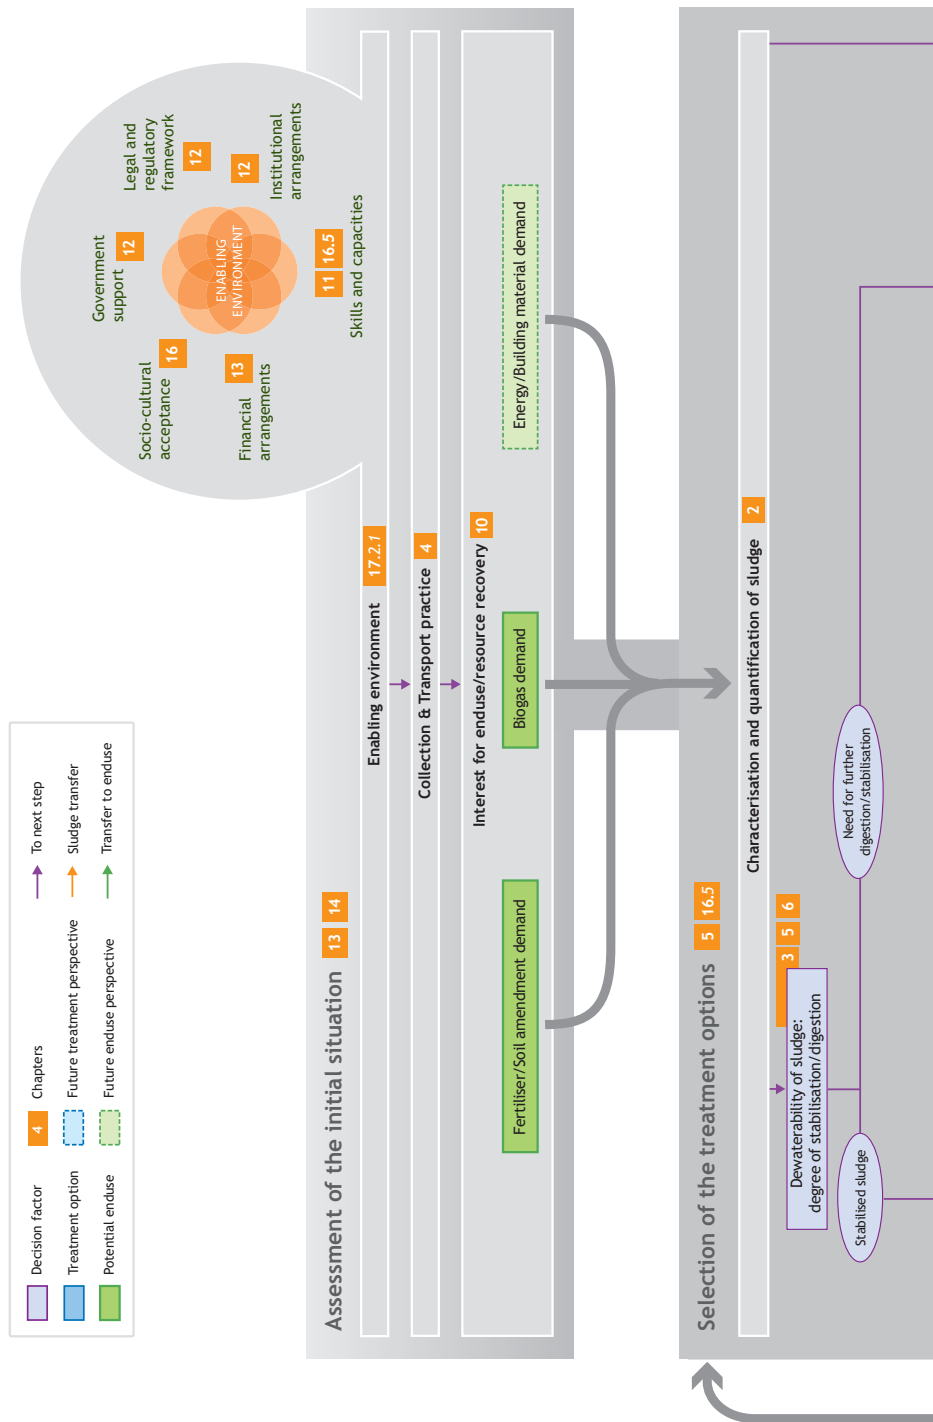 Decision factor
4 Chapters
To next step
Treatment option
Future treatment perspective
Sludge transfer
Potential enduse
Future enduse perspective
Transfer to enduse
Socio-cultural
acceptance
16
Government
support
12
Legal and
regulatory
framework
12
ENABLING
ENVIRONMENT
Financial
arrangements
13
Institutional
arrangements
12
11 16.5
Skills and capacities
Assessment of the initial situation 13 14
Enabling environment 17.2.1
Collection & Transport practice 4
Interest for enduse/resource recovery 10
Fertiliser/Soil amendment demand
Biogas demand
Energy/Building material demand
Selection of the treatment options 5 16.5
Characterisation and quantification of sludge 2
3 5 6
Dewaterability of sludge:
degree of stabilisation/digestion
Stabilised sludge
Need for further
digestion/stabilisation